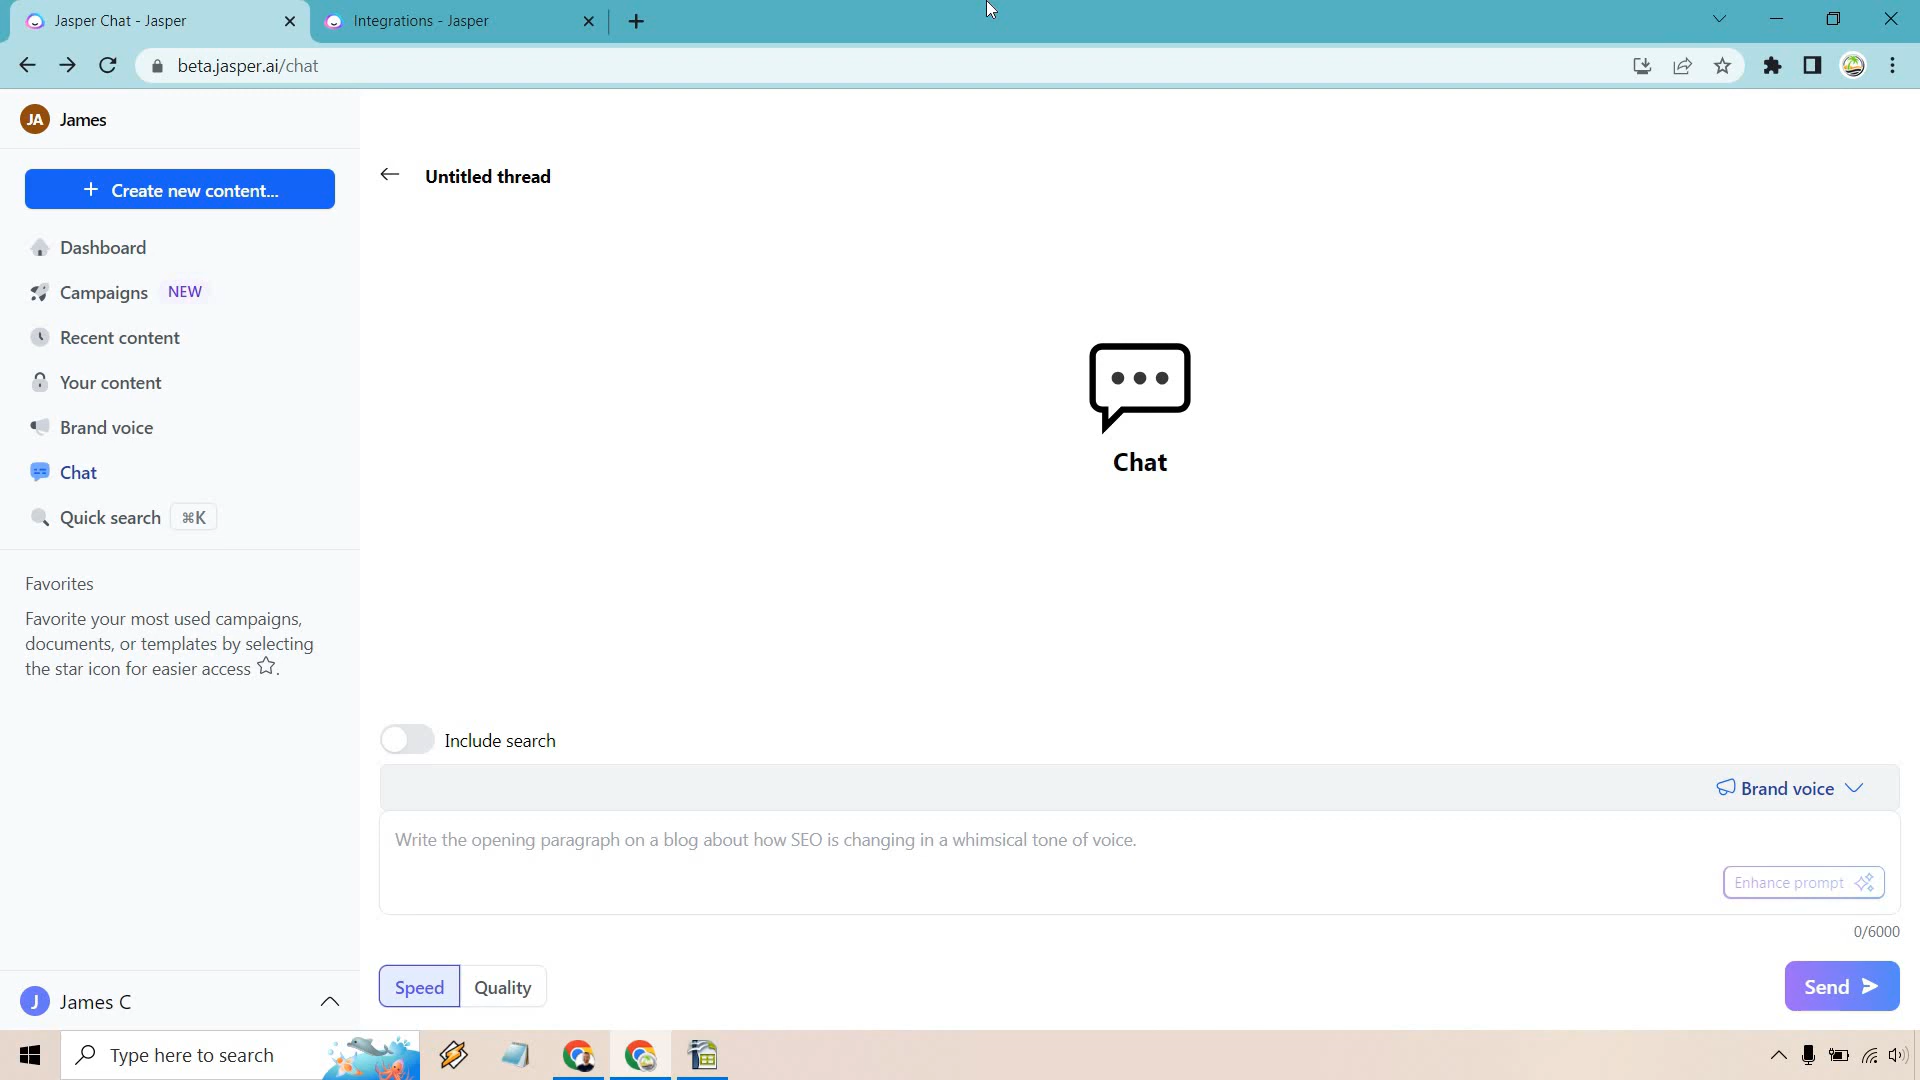 Jasper Chat - Jasper
Integrations - Jasper
beta.jasper.ai/chat
JA James
+ Create new content...
Dashboard
Campaigns NEW
Recent content
Your content
Brand voice
Chat
Quick search ⌘K
Favorites
Favorite your most used campaigns,
documents, or templates by selecting
the star icon for easier access ☆.
J James C
Untitled thread
Chat
Include search
Brand voice
Write the opening paragraph on a blog about how SEO is changing in a whimsical tone of voice.
Enhance prompt
0/6000
Speed Quality
Send
Type here to search